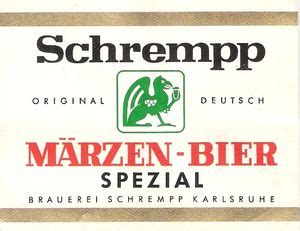 Schrempp
ORIGINAL DEUTSCH
MÄRZEN-BIER
SPEZIAL
BRAUEREI SCHREMPP KARLSRUHE